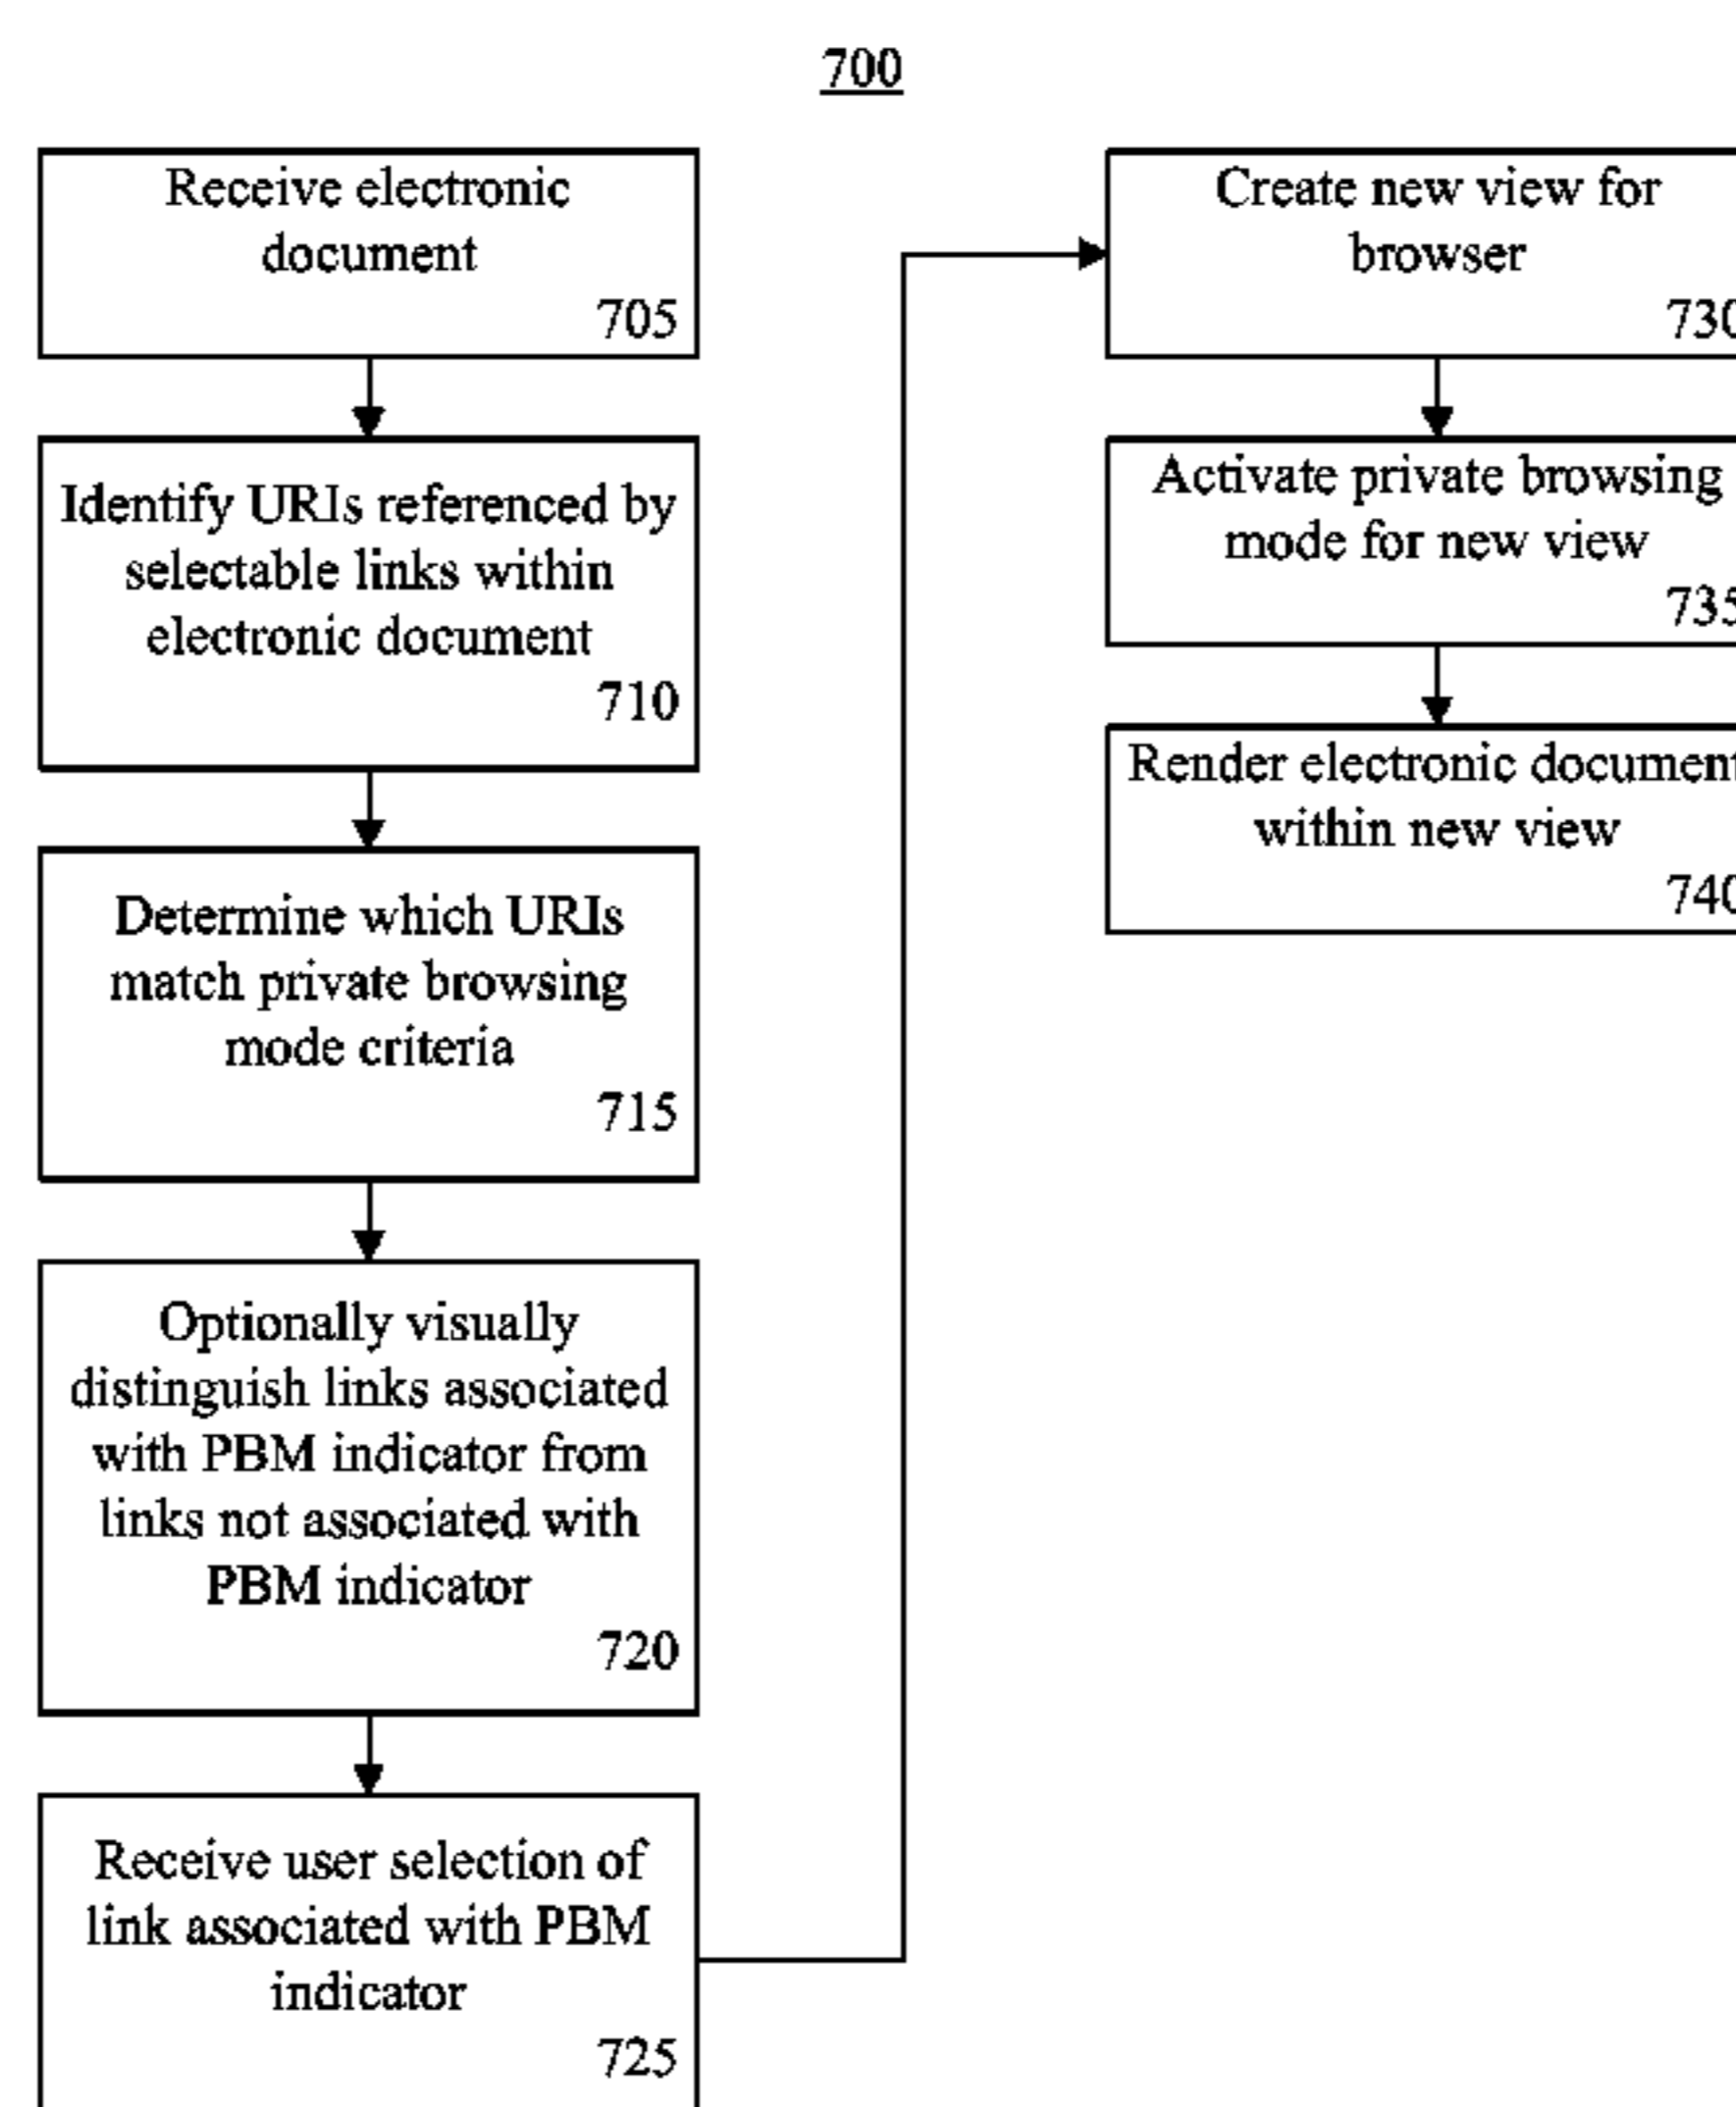 700
Receive electronic
document
705
Identify URIs referenced by
selectable links within
electronic document
710
Determine which URIs
match private browsing
mode criteria
715
Optionally visually
distinguish links associated
with PBM indicator from
links not associated with
PBM indicator
720
Receive user selection of
link associated with PBM
indicator
725
Create new view for
browser
730
Activate private browsing
mode for new view
735
Render electronic document
within new view
740